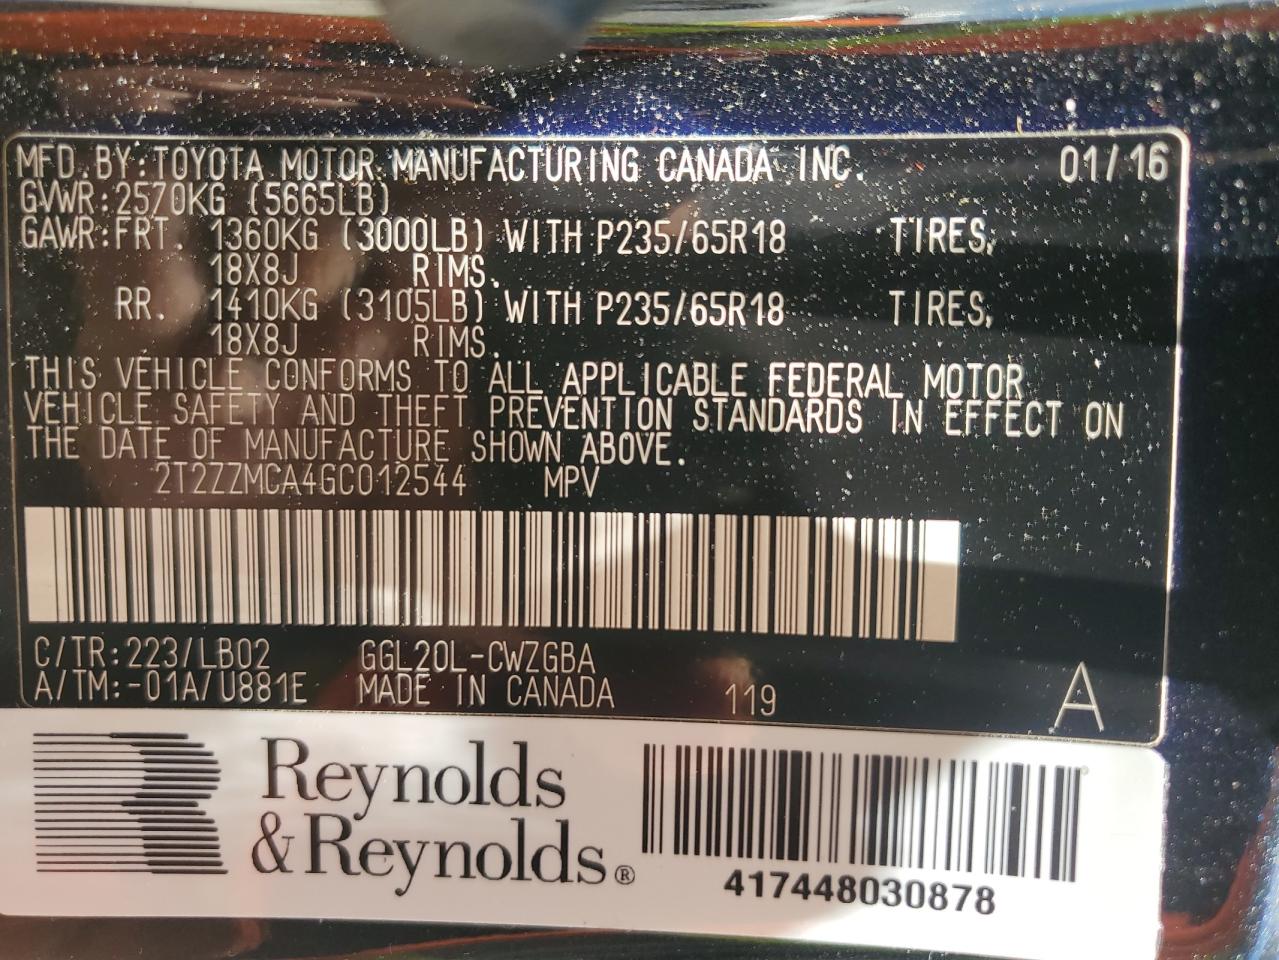 MFD.BY:TOYOTA MOTOR MANUFACTURING CANADA INC. 01/16
GVWR:2570KG (5665LB)
GAWR:FRT. 1360KG (3000LB) WITH P235/65R18 TIRES,
18X8J RIMS.
RR. 1410KG (3105LB) WITH P235/65R18 TIRES,
18X8J RIMS.
THIS VEHICLE CONFORMS TO ALL APPLICABLE FEDERAL MOTOR
VEHICLE SAFETY AND THEFT PREVENTION STANDARDS IN EFFECT ON
THE DATE OF MANUFACTURE SHOWN ABOVE.
2T2ZZMCA4GC012544 MPV
C/TR:223/LB02 GGL20L-CWZGBA
A/TM:-01A/U881E MADE IN CANADA 119 A
Reynolds
&Reynolds®
417448030878